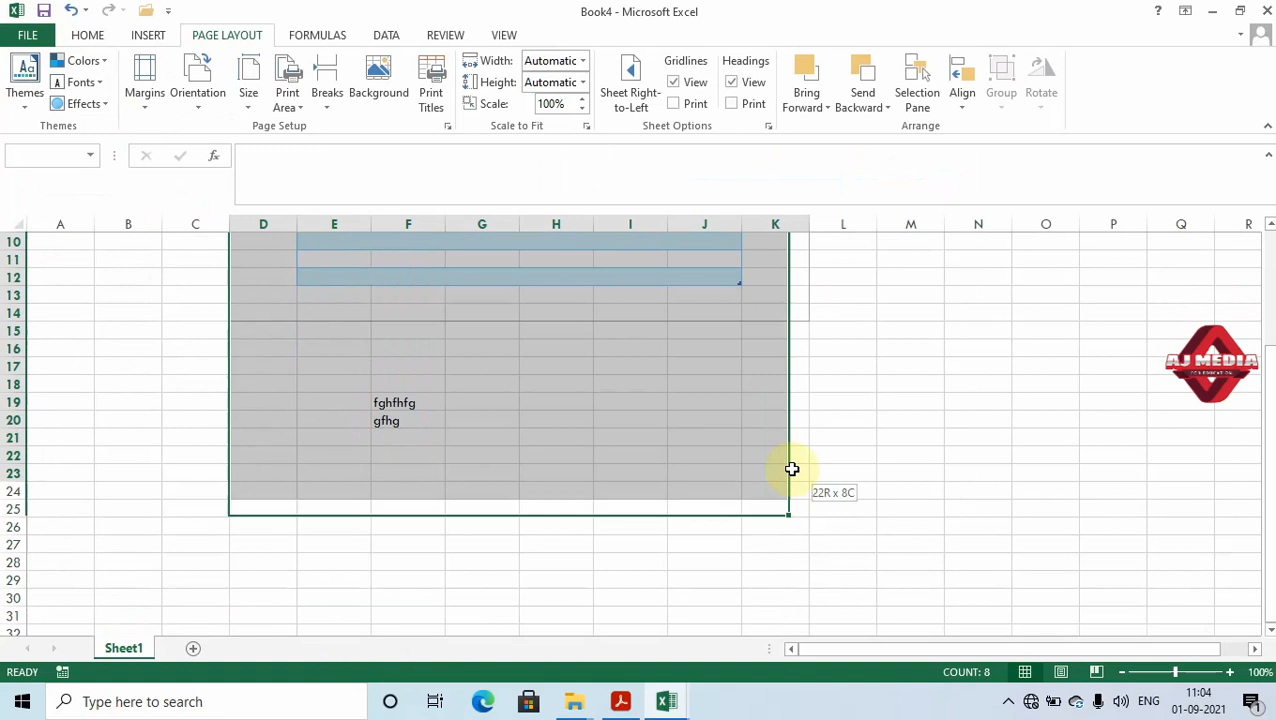 Book4 - Microsoft Excel
FILE HOME INSERT PAGE LAYOUT FORMULAS DATA REVIEW VIEW
Themes Colors Fonts Effects
Margins Orientation Size Print Area Breaks Background Print Titles
Width: Automatic
Height: Automatic
Scale: 100%
Gridlines View Print
Headings View Print
Sheet Right-to-Left
Bring Forward Send Backward Selection Pane Align Group Rotate
Themes Page Setup Scale to Fit Sheet Options Arrange
fx
A B C D E F G H I J K L M N O P Q R
10
11
12
13
14
15
16
17
18
19 fghfhfg
20 gfhg
21
22
23
24 22R x 8C
25
26
27
28
29
30
31
32
AJ MEDIA
FOR EDUCATION
Sheet1
READY COUNT: 8 100%
Type here to search
ENG 11:04
01-09-2021
1